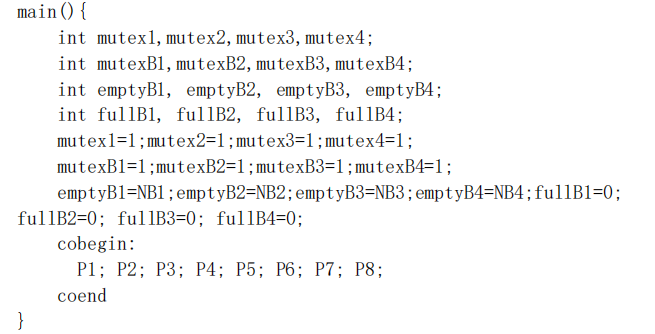 main(){
    int mutex1,mutex2,mutex3,mutex4;
    int mutexB1,mutexB2,mutexB3,mutexB4;
    int emptyB1, emptyB2, emptyB3, emptyB4;
    int fullB1, fullB2, fullB3, fullB4;
    mutex1=1;mutex2=1;mutex3=1;mutex4=1;
    mutexB1=1;mutexB2=1;mutexB3=1;mutexB4=1;
    emptyB1=NB1;emptyB2=NB2;emptyB3=NB3;emptyB4=NB4;fullB1=0;
fullB2=0; fullB3=0; fullB4=0;
    cobegin:
      P1; P2; P3; P4; P5; P6; P7; P8;
    coend
}